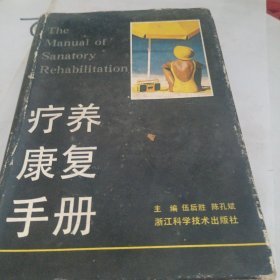 The
Manual of
Sanatory
Rehabilitation
疗养
康复
手册
主 编 伍后胜 陈孔斌
浙江科学技术出版社